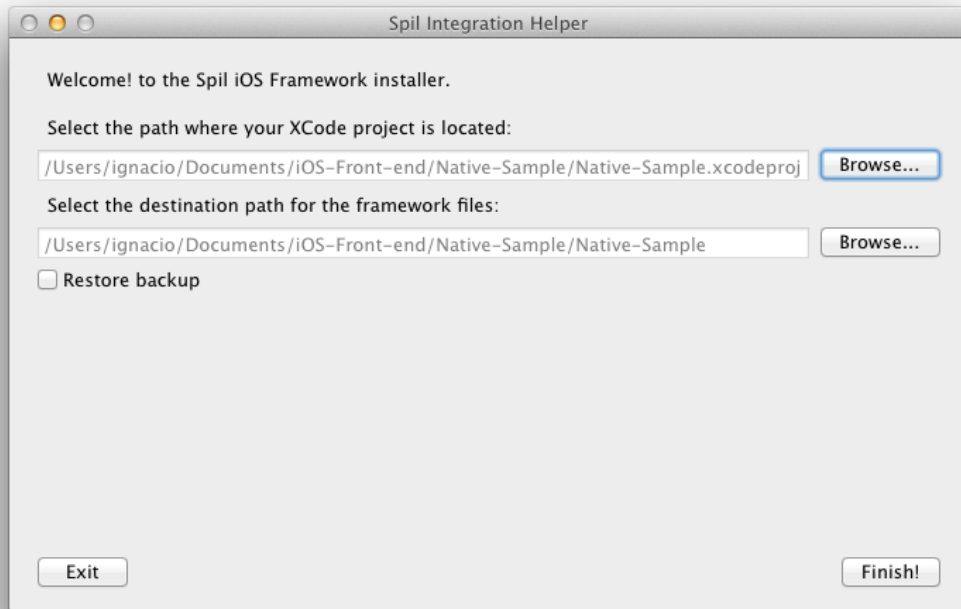 Spil Integration Helper
Welcome! to the Spil iOS Framework installer.
Select the path where your XCode project is located:
/Users/ignacio/Documents/iOS-Front-end/Native-Sample/Native-Sample.xcodeproj Browse...
Select the destination path for the framework files:
/Users/ignacio/Documents/iOS-Front-end/Native-Sample/Native-Sample Browse...
Restore backup
Exit Finish!